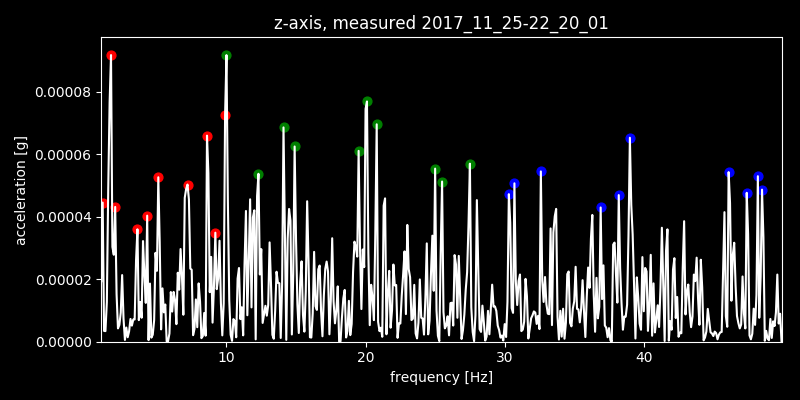 z-axis, measured 2017_11_25-22_20_01
acceleration [g]
0.00008
0.00006
0.00004
0.00002
0.00000
10 20 30 40
frequency [Hz]